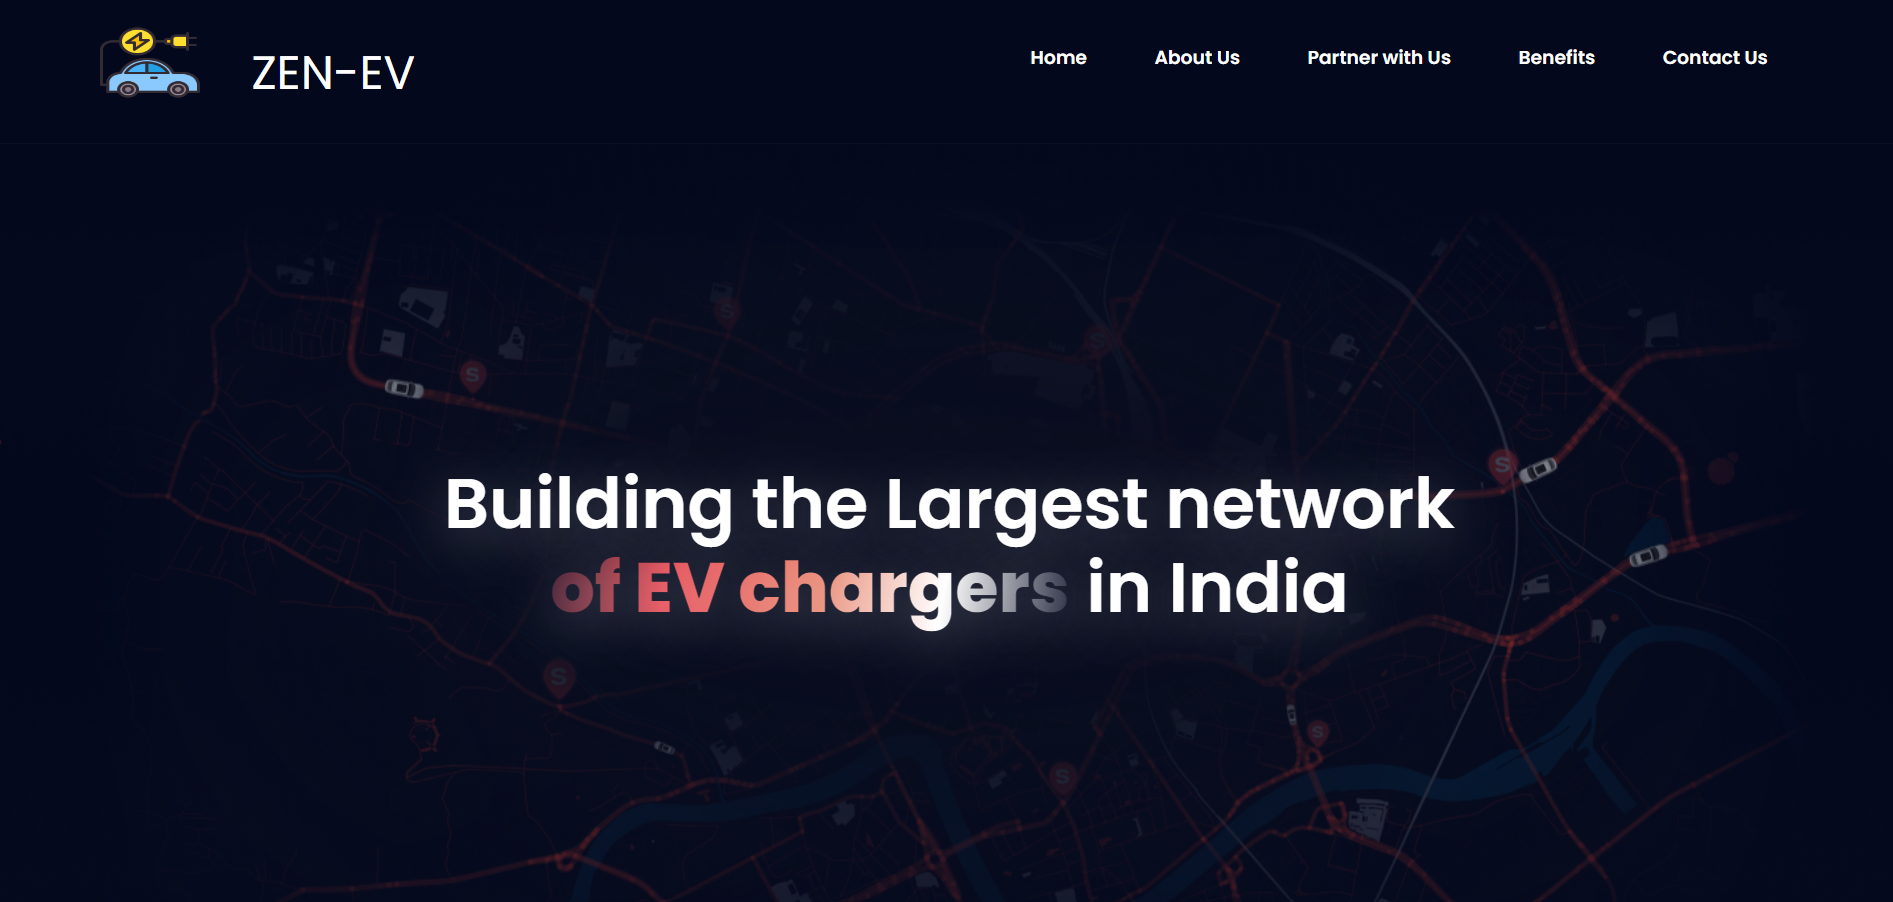 ZEN-EV
Home About Us Partner with Us Benefits Contact Us
S
S
S
S
S
S
S
Building the Largest network
of EV chargers in India